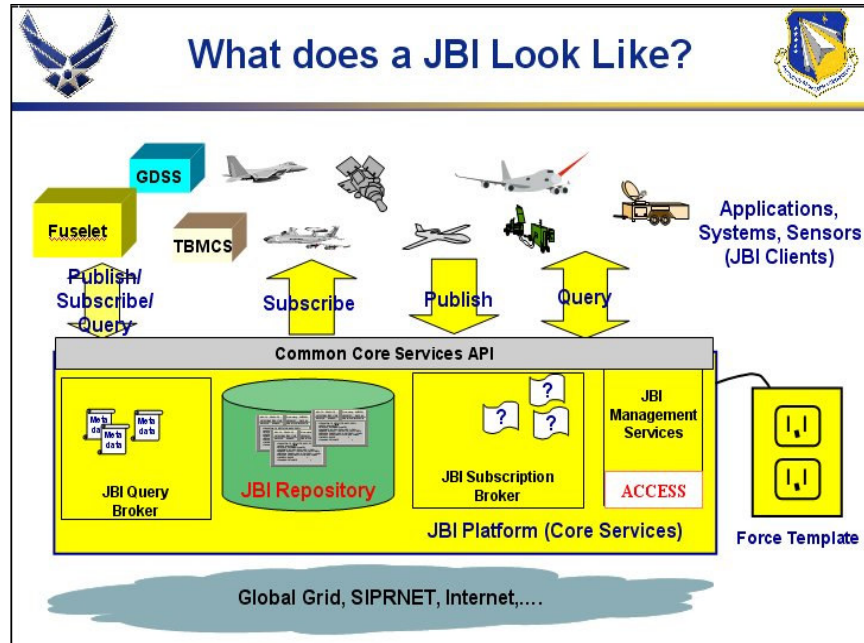 What does a JBI Look Like?
GDSS
Fuselet
TBMCS
Applications,
Systems, Sensors
(JBI Clients)
Publish/
Subscribe/
Query
Subscribe
Publish
Query
Common Core Services API
Meta
data
Meta
data
Meta
data
JBI Query
Broker
JBI Repository
?
?
?
JBI Subscription
Broker
JBI
Management
Services
ACCESS
JBI Platform (Core Services)
Force Template
Global Grid, SIPRNET, Internet,....